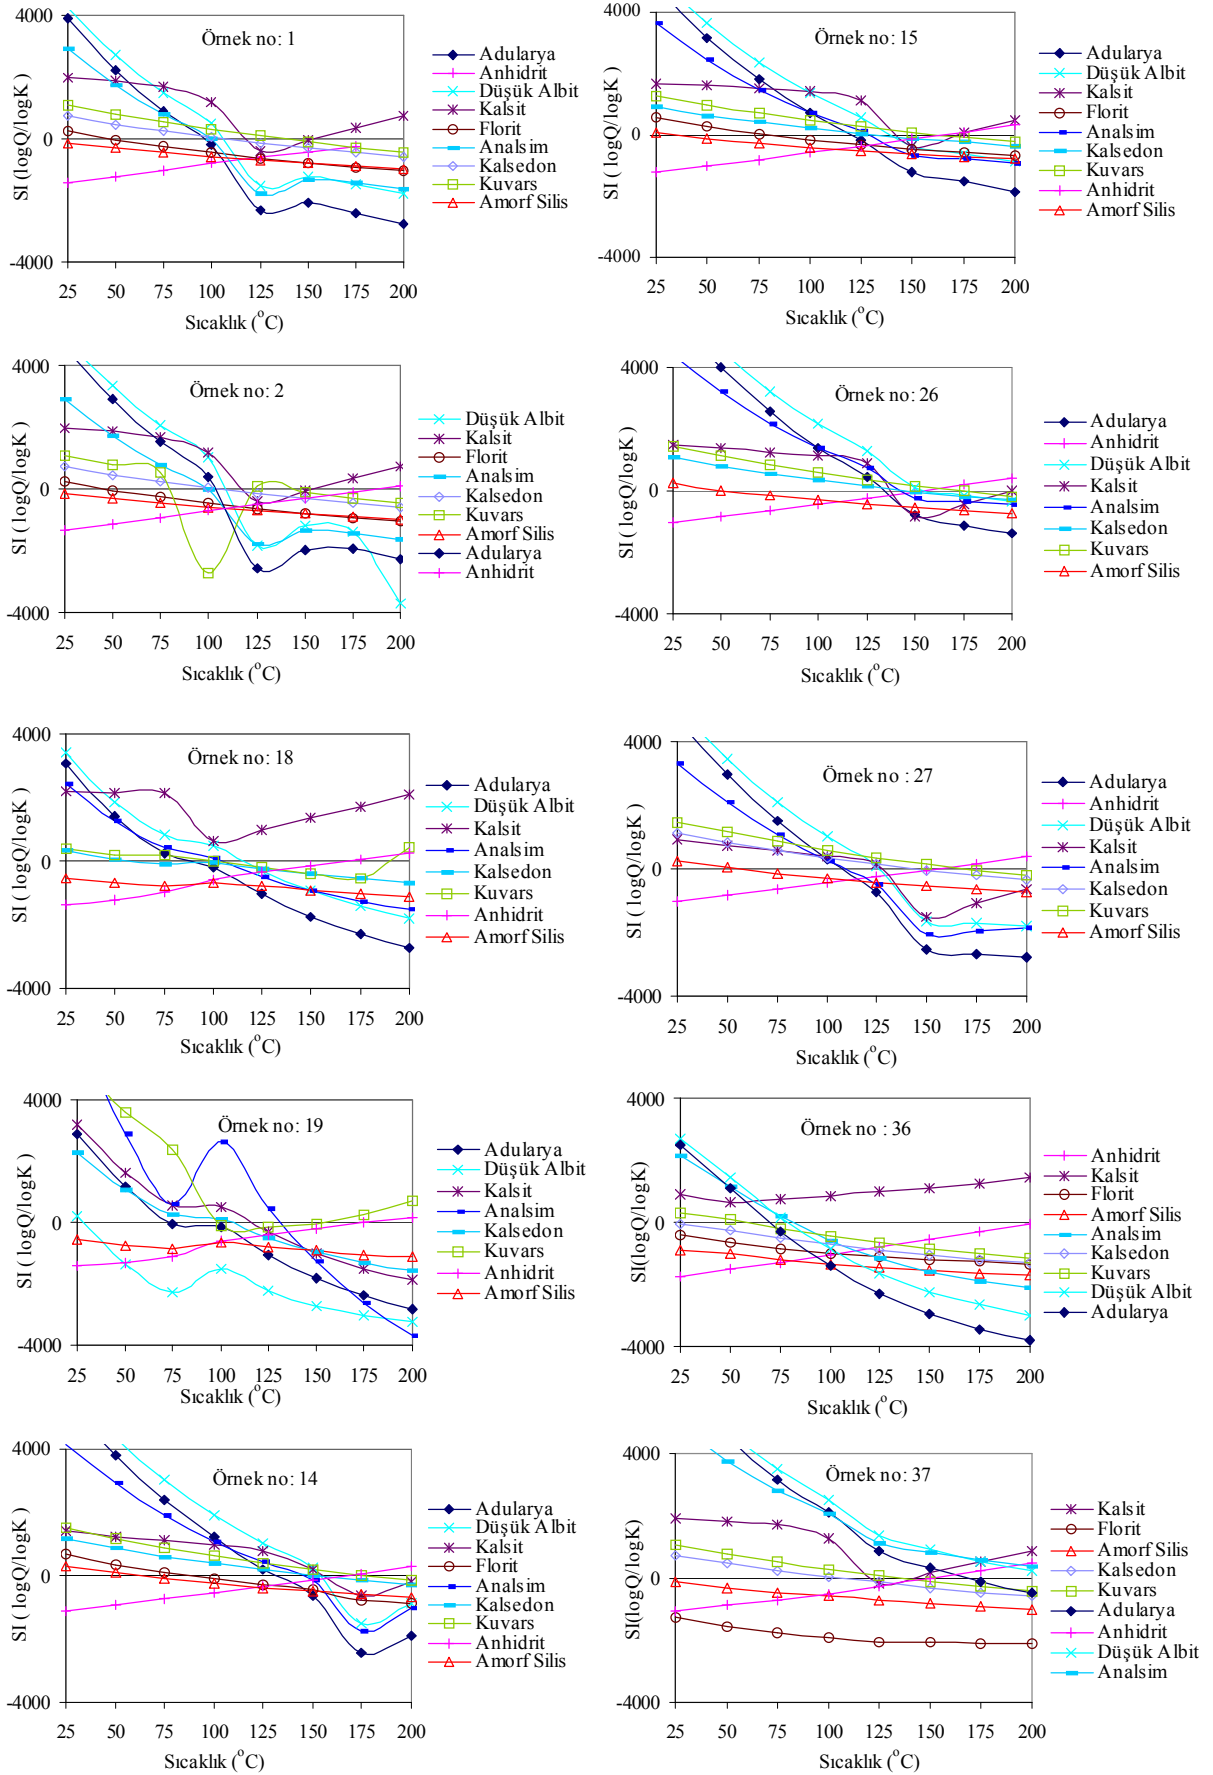 4000
0
-4000
SI ( logQ/logK )
Örnek no: 1
25 50 75 100 125 150 175 200
Sıcaklık (°C)
Adularya
Anhidrit
Düşük Albit
Kalsit
Florit
Analsim
Kalsedon
Kuvars
Amorf Silis
4000
0
-4000
SI ( logQ/logK )
Örnek no: 15
25 50 75 100 125 150 175 200
Sıcaklık (°C)
Adularya
Düşük Albit
Kalsit
Florit
Analsim
Kalsedon
Kuvars
Anhidrit
Amorf Silis
4000
0
-4000
SI ( logQ/logK )
Örnek no: 2
25 50 75 100 125 150 175 200
Sıcaklık (°C)
Düşük Albit
Kalsit
Florit
Analsim
Kalsedon
Kuvars
Amorf Silis
Adularya
Anhidrit
4000
0
-4000
SI ( logQ/logK )
Örnek no: 26
25 50 75 100 125 150 175 200
Sıcaklık (°C)
Adularya
Anhidrit
Düşük Albit
Kalsit
Analsim
Kalsedon
Kuvars
Amorf Silis
4000
0
-4000
SI ( logQ/logK )
Örnek no: 18
25 50 75 100 125 150 175 200
Sıcaklık (°C)
Adularya
Düşük Albit
Kalsit
Analsim
Kalsedon
Kuvars
Anhidrit
Amorf Silis
4000
0
-4000
SI ( logQ/logK )
Örnek no : 27
25 50 75 100 125 150 175 200
Sıcaklık (°C)
Adularya
Anhidrit
Düşük Albit
Kalsit
Analsim
Kalsedon
Kuvars
Amorf Silis
4000
0
-4000
SI ( logQ/logK )
Örnek no: 19
25 50 75 100 125 150 175 200
Sıcaklık (°C)
Adularya
Düşük Albit
Kalsit
Analsim
Kalsedon
Kuvars
Anhidrit
Amorf Silis
4000
0
-4000
SI(logQ/logK)
Örnek no : 36
25 50 75 100 125 150 175 200
Sıcaklık (°C)
Anhidrit
Kalsit
Florit
Amorf Silis
Analsim
Kalsedon
Kuvars
Düşük Albit
Adularya
4000
0
-4000
SI ( logQ/logK )
Örnek no: 14
25 50 75 100 125 150 175 200
Sıcaklık (°C)
Adularya
Düşük Albit
Kalsit
Florit
Analsim
Kalsedon
Kuvars
Anhidrit
Amorf Silis
4000
0
-4000
SI(logQ/logK)
Örnek no: 37
25 50 75 100 125 150 175 200
Sıcaklık (°C)
Kalsit
Florit
Amorf Silis
Kalsedon
Kuvars
Adularya
Anhidrit
Düşük Albit
Analsim